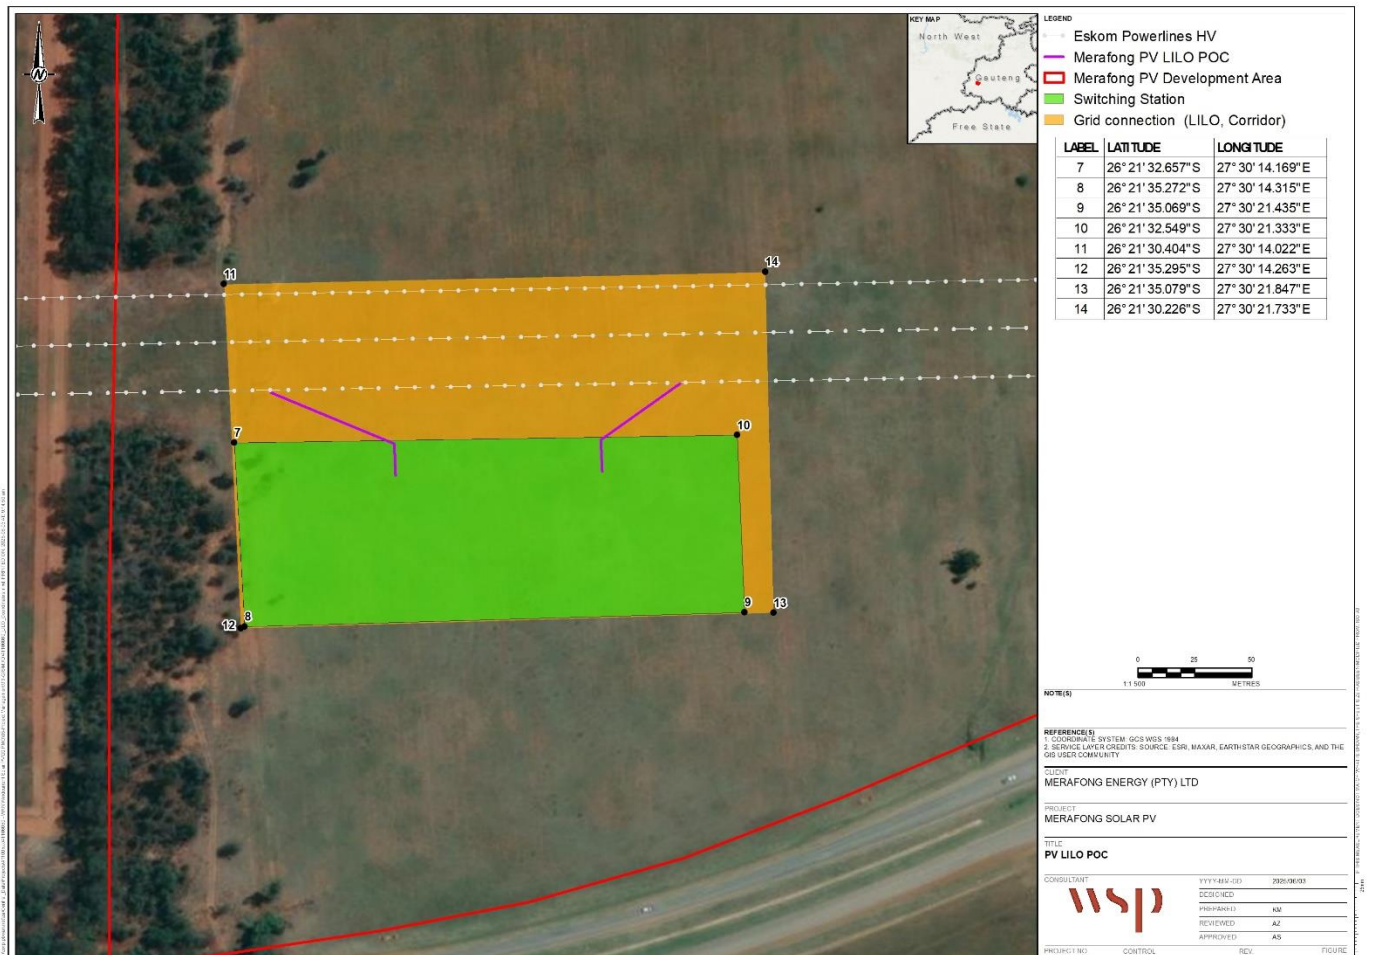 N
11
14
7
10
12
8
9
13
KEY MAP
North West
Gauteng
Free State
LEGEND
Eskom Powerlines HV
Merafong PV LILO POC
Merafong PV Development Area
Switching Station
Grid connection (LILO, Corridor)
LABEL LATITUDE LONGITUDE
7 26° 21' 32.657" S 27° 30' 14.169" E
8 26° 21' 35.272" S 27° 30' 14.315" E
9 26° 21' 35.069" S 27° 30' 21.435" E
10 26° 21' 32.549" S 27° 30' 21.333" E
11 26° 21' 30.404" S 27° 30' 14.022" E
12 26° 21' 35.295" S 27° 30' 14.263" E
13 26° 21' 35.079" S 27° 30' 21.847" E
14 26° 21' 30.226" S 27° 30' 21.733" E
0 25 50
1:1 500 METRES
NOTE(S)
REFERENCE(S)
1. COORDINATE SYSTEM: GCS WGS 1984
2. SERVICE LAYER CREDITS: SOURCE: ESRI, MAXAR, EARTHSTAR GEOGRAPHICS, AND THE
GIS USER COMMUNITY
CLIENT
MERAFONG ENERGY (PTY) LTD
PROJECT
MERAFONG SOLAR PV
TITLE
PV LILO POC
CONSULTANT
wsp
YYYY-MM-DD
DESIGNED
PREPARED KM
REVIEWED AZ
APPROVED AS
PROJECT NO. CONTROL REV. FIGURE
25mm